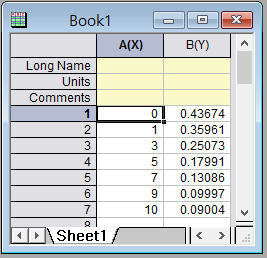 Book1
A(X) B(Y)
Long Name
Units
Comments
1 0 0.43674
2 1 0.35961
3 3 0.25073
4 5 0.17991
5 7 0.13086
6 9 0.09997
7 10 0.09004
8
Sheet1